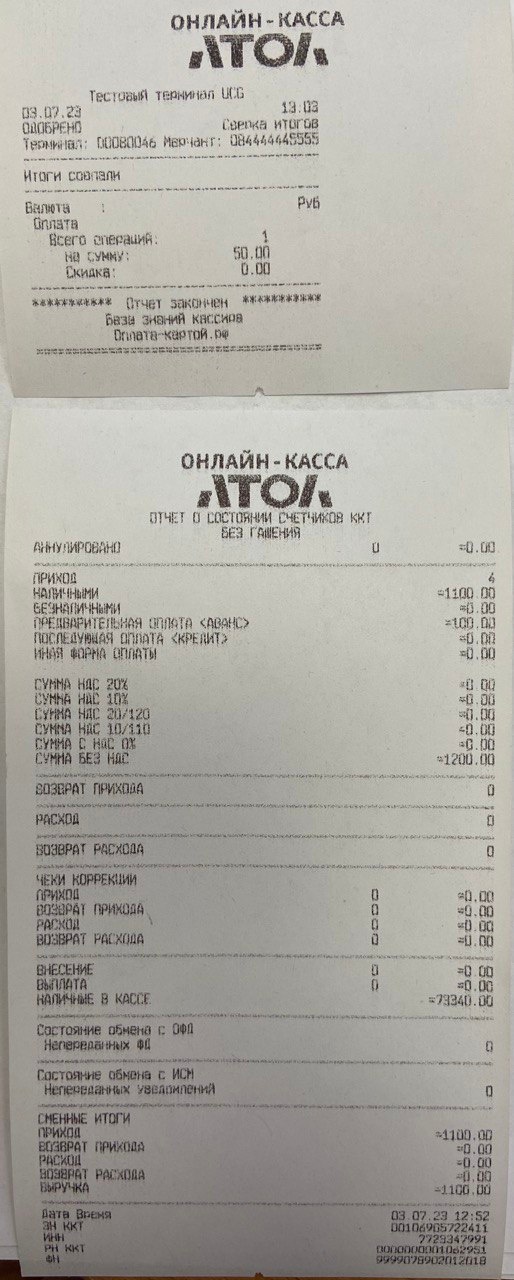 ОНЛАЙН-КАССА
АТОЛ
Тестовый терминал UCG
03.07.23 13:03
ОДОБРЕНО Сверка итогов
Терминал: 00080046 Мерчант: 084444445555
Итоги совпали
Валюта : Руб
Оплата
Всего операций: 1
На сумму: 50.00
Скидка: 0.00
*********** Отчет закончен ***********
База знаний кассира
Оплата-картой.рф
ОНЛАЙН-КАССА
АТОЛ
ОТЧЕТ О СОСТОЯНИИ СЧЕТЧИКОВ ККТ
БЕЗ ГАШЕНИЯ
АННУЛИРОВАНО 0 =0.00
ПРИХОД 4
НАЛИЧНЫМИ =1100.00
БЕЗНАЛИЧНЫМИ =0.00
ПРЕДВАРИТЕЛЬНАЯ ОПЛАТА <АВАНС> =100.00
ПОСЛЕДУЮЩАЯ ОПЛАТА <КРЕДИТ> =0.00
ИНАЯ ФОРМА ОПЛАТЫ =0.00
СУММА НДС 20% =0.00
СУММА НДС 10% =0.00
СУММА НДС 20/120 =0.00
СУММА НДС 10/110 =0.00
СУММА С НДС 0% =0.00
СУММА БЕЗ НДС =1200.00
ВОЗВРАТ ПРИХОДА 0
РАСХОД 0
ВОЗВРАТ РАСХОДА 0
ЧЕКИ КОРРЕКЦИИ
ПРИХОД 0 =0.00
ВОЗВРАТ ПРИХОДА 0 =0.00
РАСХОД 0 =0.00
ВОЗВРАТ РАСХОДА 0 =0.00
ВНЕСЕНИЕ 0 =0.00
ВЫПЛАТА 0 =0.00
НАЛИЧНЫЕ В КАССЕ =73340.00
Состояние обмена с ОФД
Непереданных ФД 0
Состояние обмена с ИСМ
Непереданных уведомлений 0
СМЕННЫЕ ИТОГИ
ПРИХОД =1100.00
ВОЗВРАТ ПРИХОДА =0.00
РАСХОД =0.00
ВОЗВРАТ РАСХОДА =0.00
ВЫРУЧКА =1100.00
Дата Время 03.07.23 12:52
ЗН ККТ 00106905722411
ИНН 7723347991
РН ККТ 0000000001062951
ФН 9999078902012018